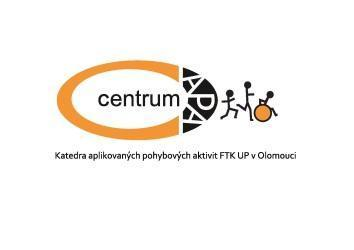 centrum APA
Katedra aplikovaných pohybových aktivit FTK UP v Olomouci